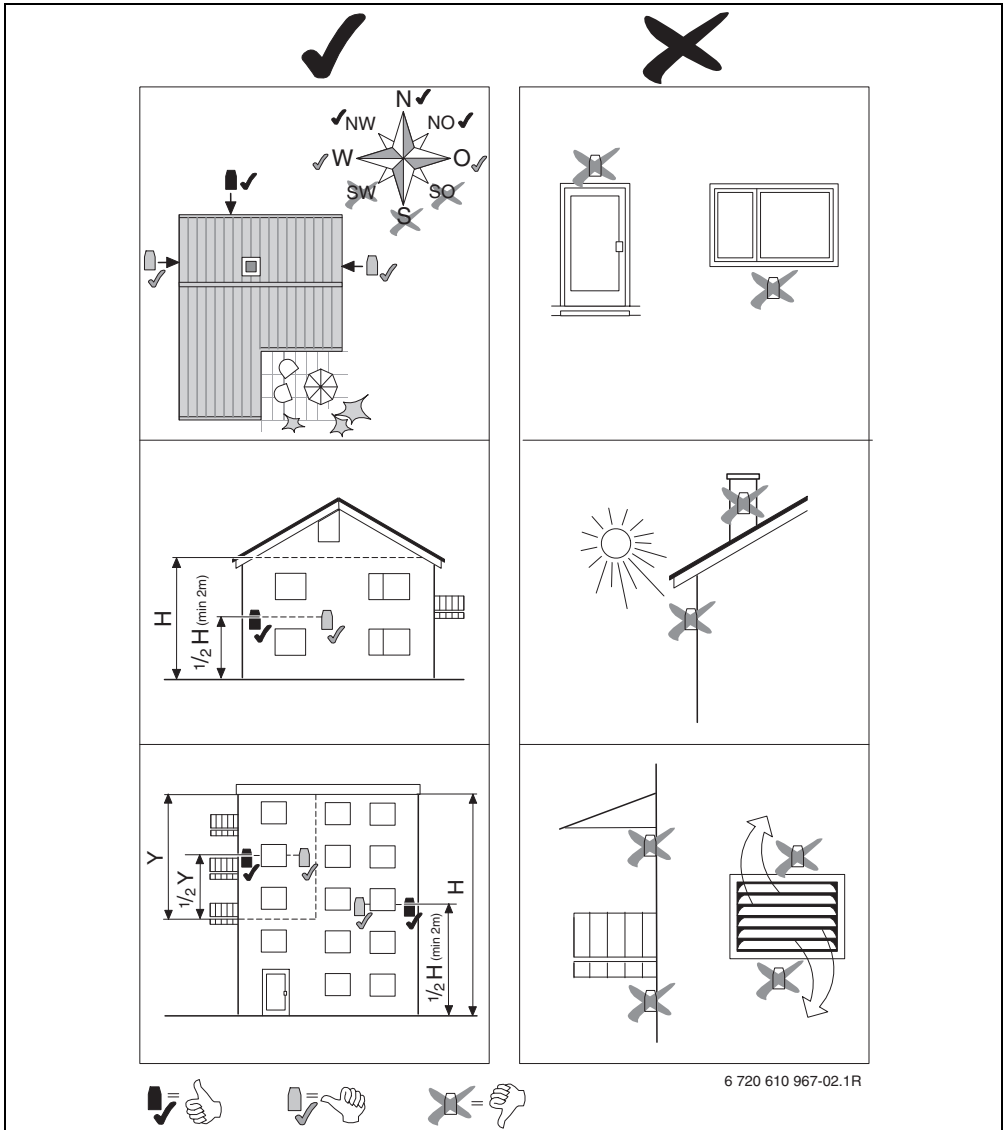 N
NW
NO
W
O
SW
SO
S
H
1/2 H (min 2m)
Y
1/2 Y
H
1/2 H (min 2m)
6 720 610 967-02.1R
=
=
=